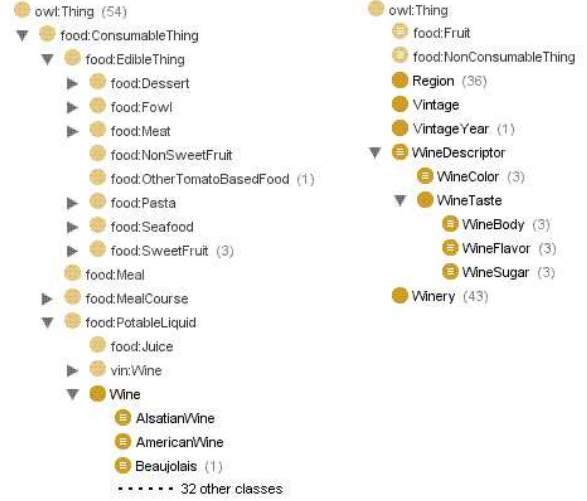 owl:Thing (54)
food:ConsumableThing
food:EdibleThing
food:Dessert
food:Fowl
food:Meat
food:NonSweetFruit
food:OtherTomatoBasedFood (1)
food:Pasta
food:Seafood
food:SweetFruit (3)
food:Meal
food:MealCourse
food:PotableLiquid
food:Juice
vin:Wine
Wine
AlsatianWine
AmericanWine
Beaujolais (1)
32 other classes
owl:Thing
food:Fruit
food:NonConsumableThing
Region (36)
Vintage
VintageYear (1)
WineDescriptor
WineColor (3)
WineTaste
WineBody (3)
WineFlavor (3)
WineSugar (3)
Winery (43)